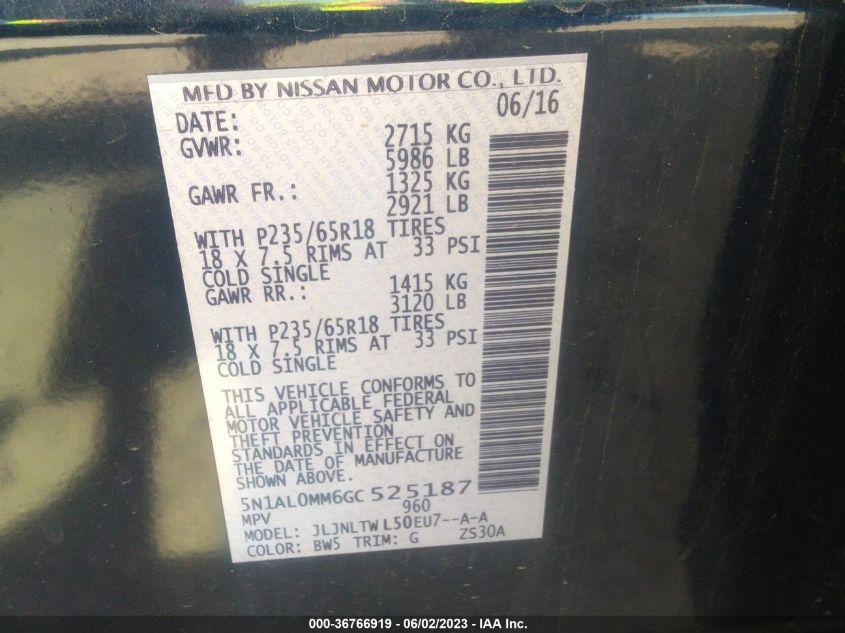 MFD BY NISSAN MOTOR CO., LTD.
DATE: 06/16
GVWR: 2715 KG
5986 LB
GAWR FR.: 1325 KG
2921 LB
WITH P235/65R18 TIRES
18 X 7.5 RIMS AT 33 PSI
COLD SINGLE
GAWR RR.: 1415 KG
3120 LB
WITH P235/65R18 TIRES
18 X 7.5 RIMS AT 33 PSI
COLD SINGLE
THIS VEHICLE CONFORMS TO
ALL APPLICABLE FEDERAL
MOTOR VEHICLE SAFETY AND
THEFT PREVENTION
STANDARDS IN EFFECT ON
THE DATE OF MANUFACTURE
SHOWN ABOVE.
5N1AL0MM6GC525187
MPV 960
MODEL: JLJNLTWL50EU7--A-A
COLOR: BW5 TRIM: G ZS30A
000-36766919 - 06/02/2023 - IAA Inc.